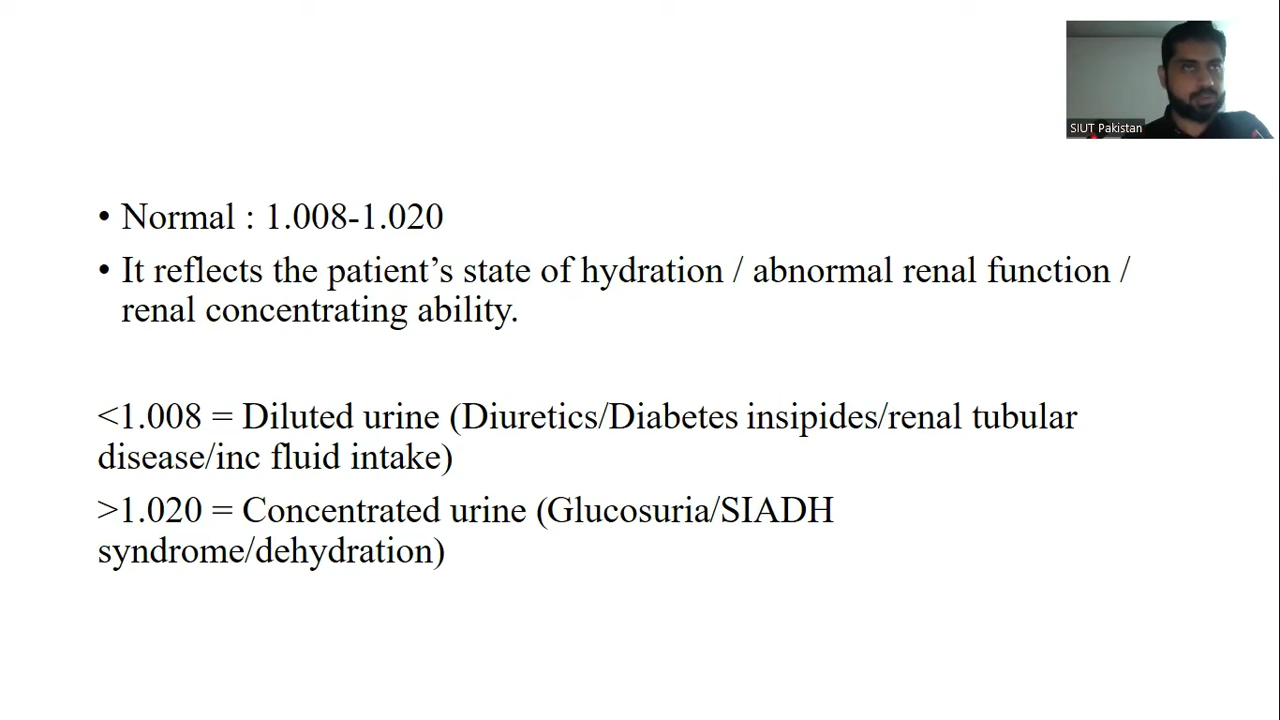 SIUT Pakistan
• Normal : 1.008-1.020
• It reflects the patient’s state of hydration / abnormal renal function /
renal concentrating ability.
<1.008 = Diluted urine (Diuretics/Diabetes insipides/renal tubular
disease/inc fluid intake)
>1.020 = Concentrated urine (Glucosuria/SIADH
syndrome/dehydration)